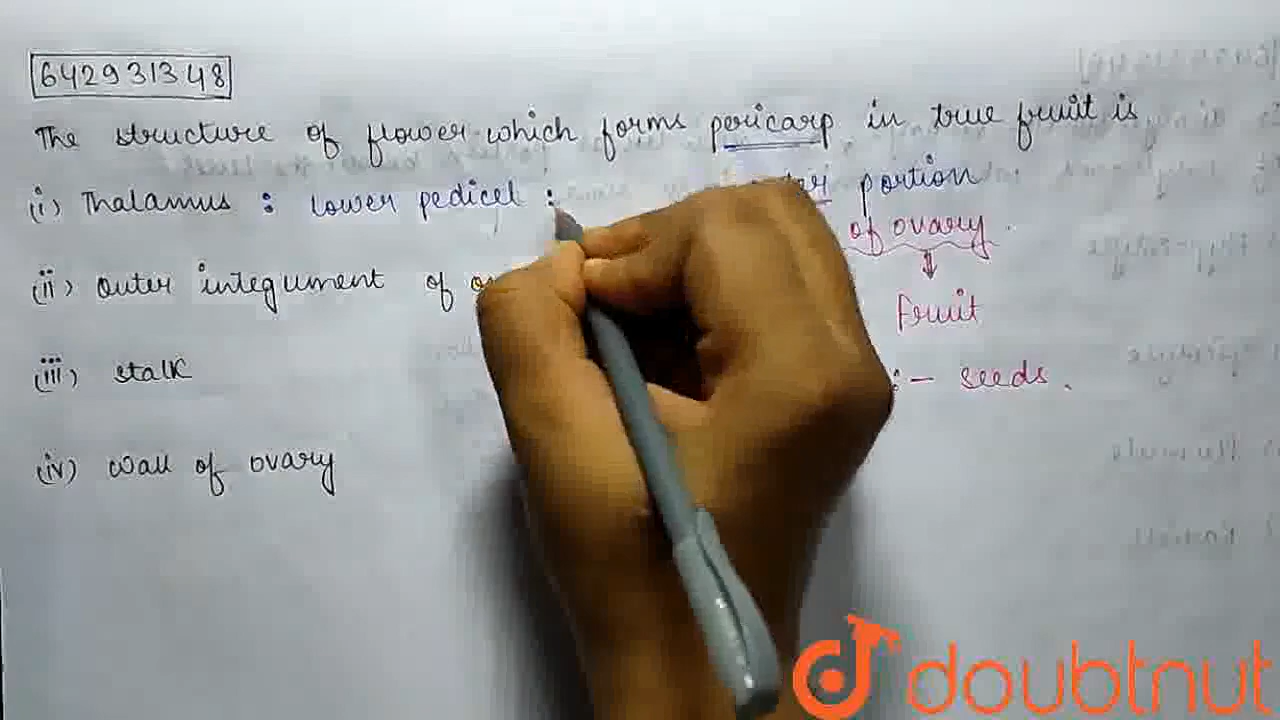 642931348
The structure of flower which forms pericarp in true fruit is
(i) Thalamus : lower pedicel : portion
of ovary.
(ii) outer integument of
fruit
(iii) stalk :- seeds.
(iv) wall of ovary
doubtnut